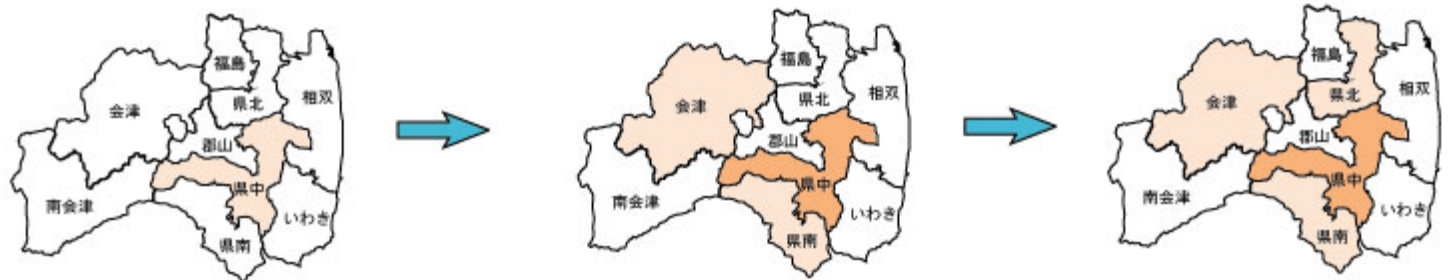 福島
県北
相双
会津
郡山
県中
南会津
いわき
県南
福島
県北
相双
会津
郡山
県中
南会津
いわき
県南
福島
県北
相双
会津
郡山
県中
南会津
いわき
県南